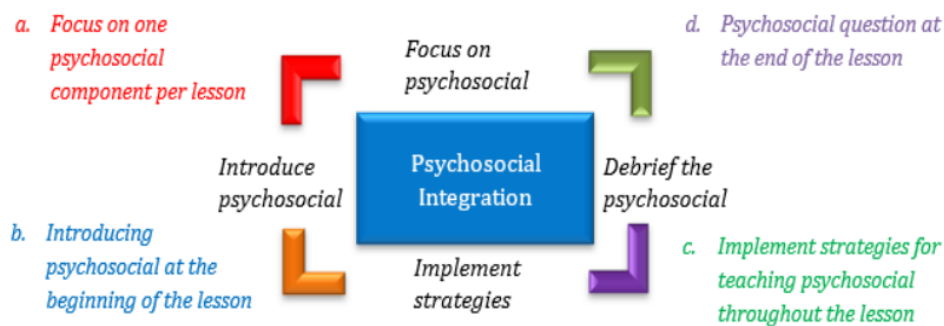 a. Focus on one
psychosocial
component per lesson
Focus on
psychosocial
d. Psychosocial question at
the end of the lesson
Introduce
psychosocial
Psychosocial
Integration
Debrief the
psychosocial
b. Introducing
psychosocial at the
beginning of the lesson
Implement
strategies
c. Implement strategies for
teaching psychosocial
throughout the lesson